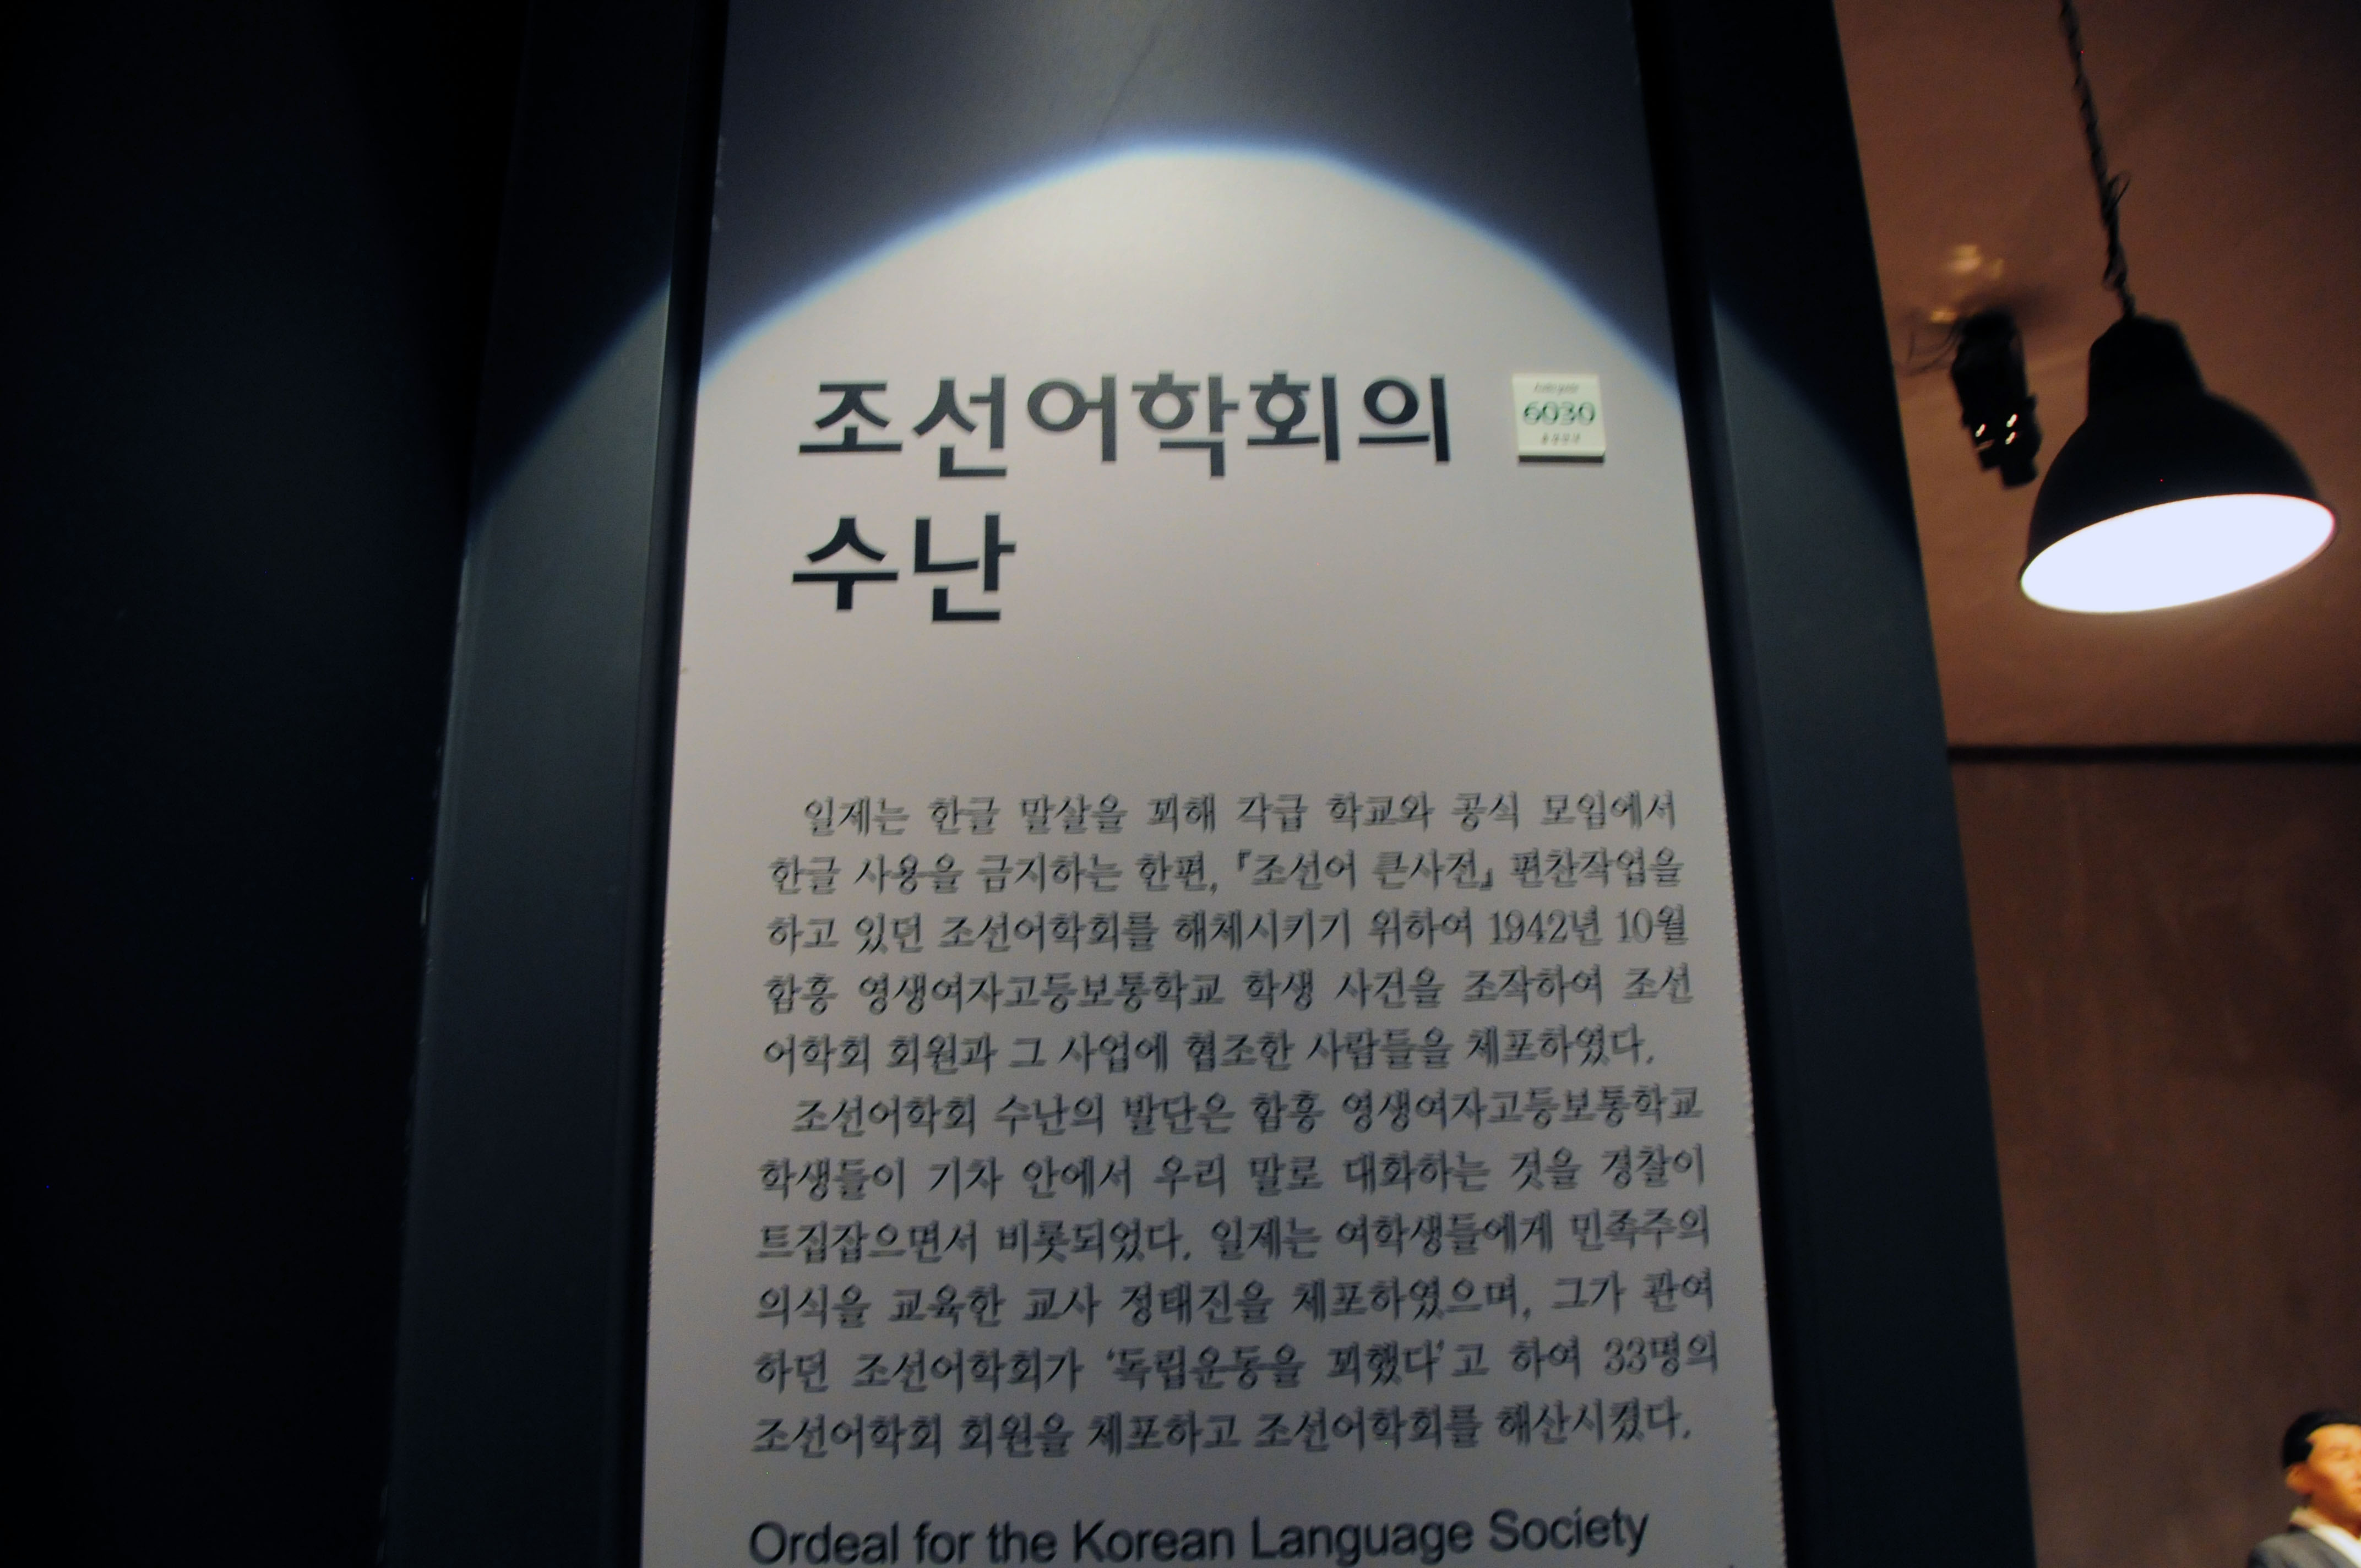 조선어학회의
6030
수난
일제는 한글 말살을 꾀해 각급 학교와 공식 모임에서
한글 사용을 금지하는 한편, 『조선어 큰사전』 편찬작업을
하고 있던 조선어학회를 해체시키기 위하여 1942년 10월
함흥 영생여자고등보통학교 학생 사건을 조작하여 조선
어학회 회원과 그 사업에 협조한 사람들을 체포하였다.
조선어학회 수난의 발단은 함흥 영생여자고등보통학교
학생들이 기차 안에서 우리 말로 대화하는 것을 경찰이
트집잡으면서 비롯되었다. 일제는 여학생들에게 민족주의
의식을 교육한 교사 정태진을 체포하였으며, 그가 관여
하던 조선어학회가 ‘독립운동을 꾀했다’고 하여 33명의
조선어학회 회원을 체포하고 조선어학회를 해산시켰다.
Ordeal for the Korean Language Society